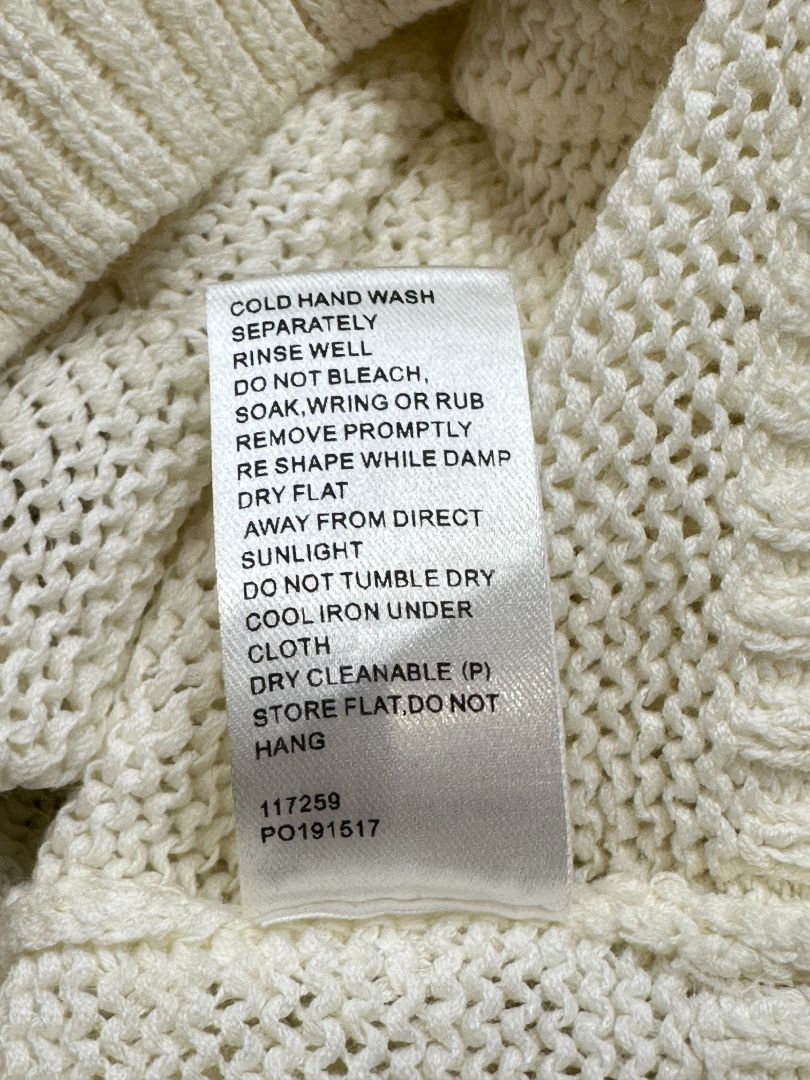 COLD HAND WASH
SEPARATELY
RINSE WELL
DO NOT BLEACH,
SOAK,WRING OR RUB
REMOVE PROMPTLY
RE SHAPE WHILE DAMP
DRY FLAT
AWAY FROM DIRECT
SUNLIGHT
DO NOT TUMBLE DRY
COOL IRON UNDER
CLOTH
DRY CLEANABLE (P)
STORE FLAT,DO NOT
HANG
117259
PO191517